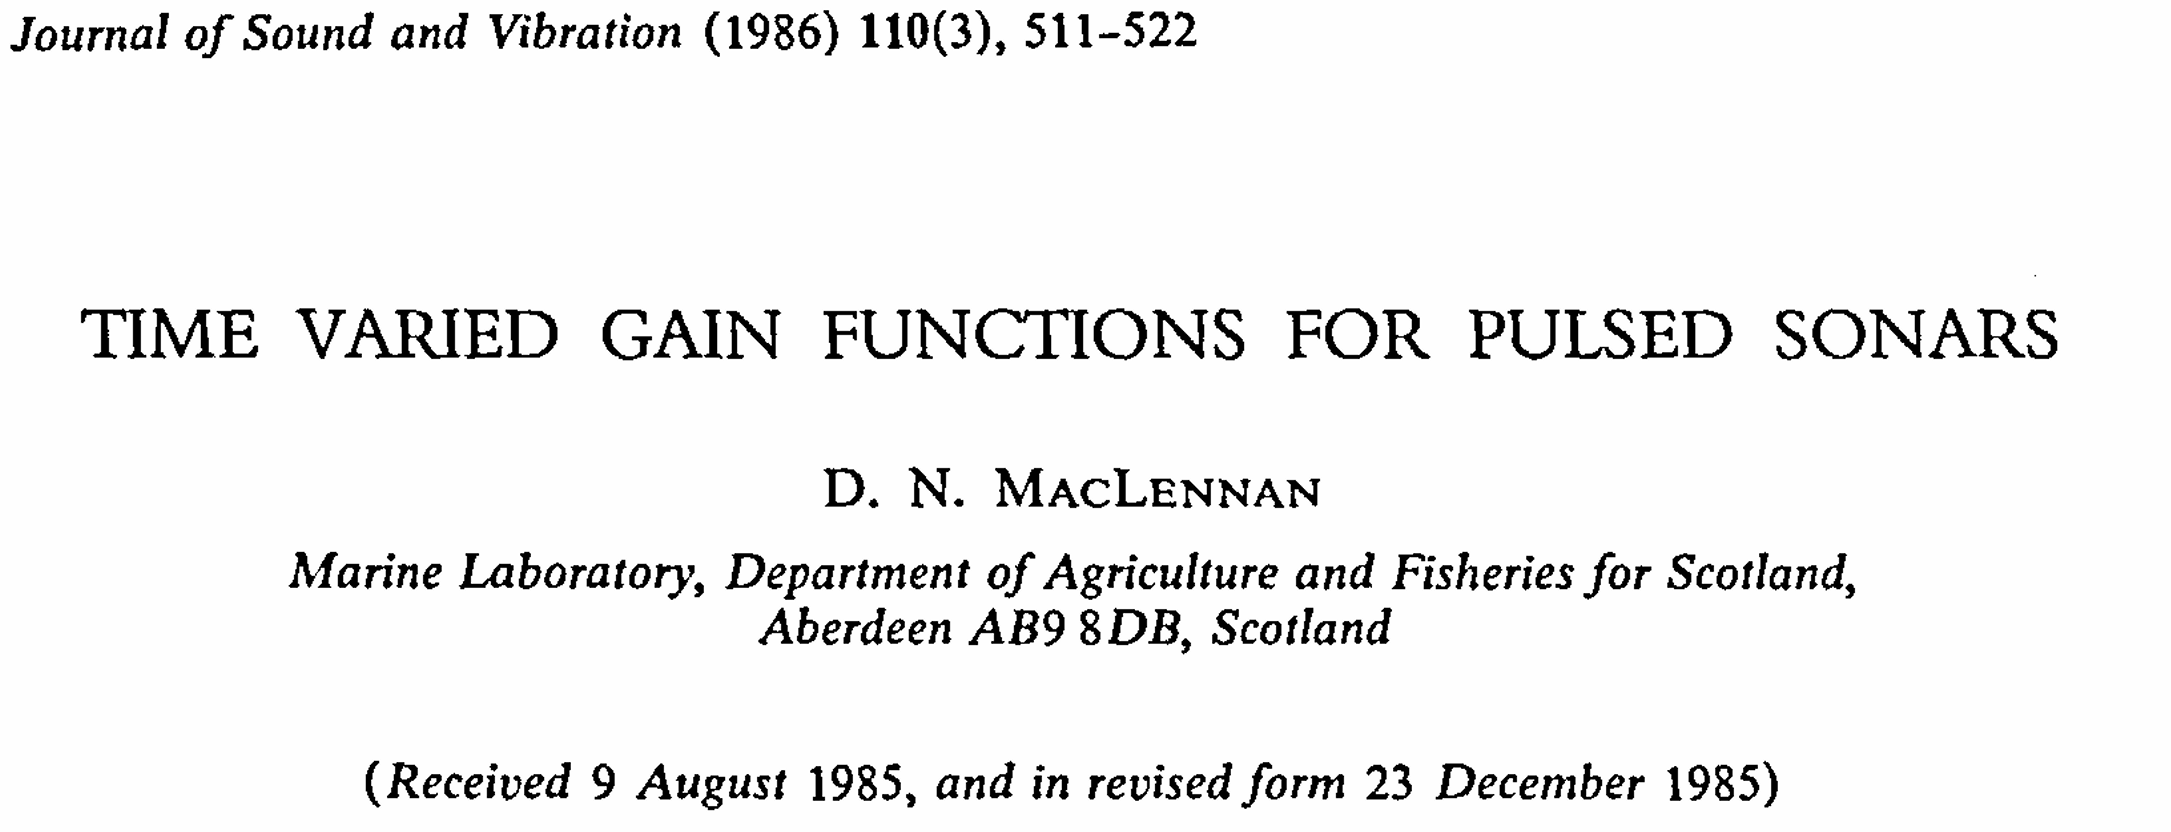 Journal of Sound and Vibration (1986) 110(3), 511–522
TIME VARIED GAIN FUNCTIONS FOR PULSED SONARS
D. N. MACLENNAN
Marine Laboratory, Department of Agriculture and Fisheries for Scotland,
Aberdeen AB9 8DB, Scotland
(Received 9 August 1985, and in revised form 23 December 1985)